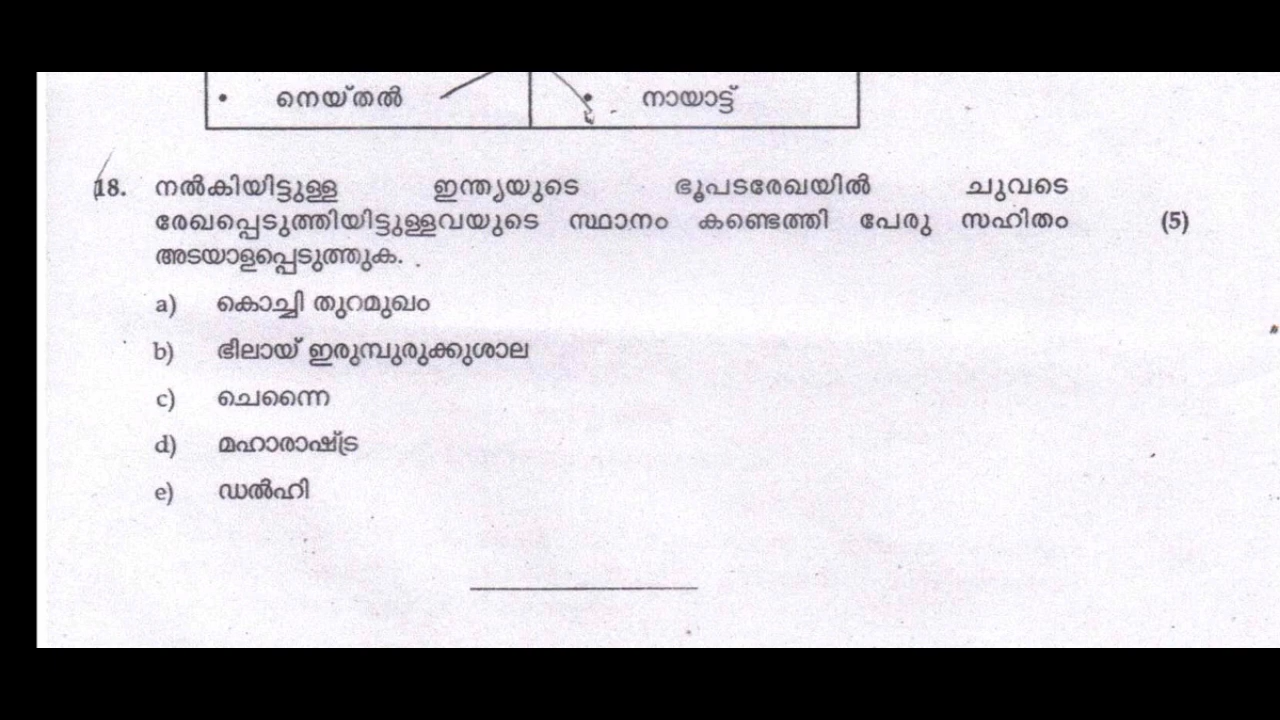 • നെയ്തൽ • നായാട്ട്
18. നൽകിയിട്ടുള്ള ഇന്ത്യയുടെ ഭൂപടരേഖയിൽ ചുവടെ
രേഖപ്പെടുത്തിയിട്ടുള്ളവയുടെ സ്ഥാനം കണ്ടെത്തി പേരു സഹിതം (5)
അടയാളപ്പെടുത്തുക.
a) കൊച്ചി തുറമുഖം
b) ഭിലായ് ഇരുമ്പുരുക്കുശാല
c) ചെന്നൈ
d) മഹാരാഷ്ട്ര
e) ഡൽഹി